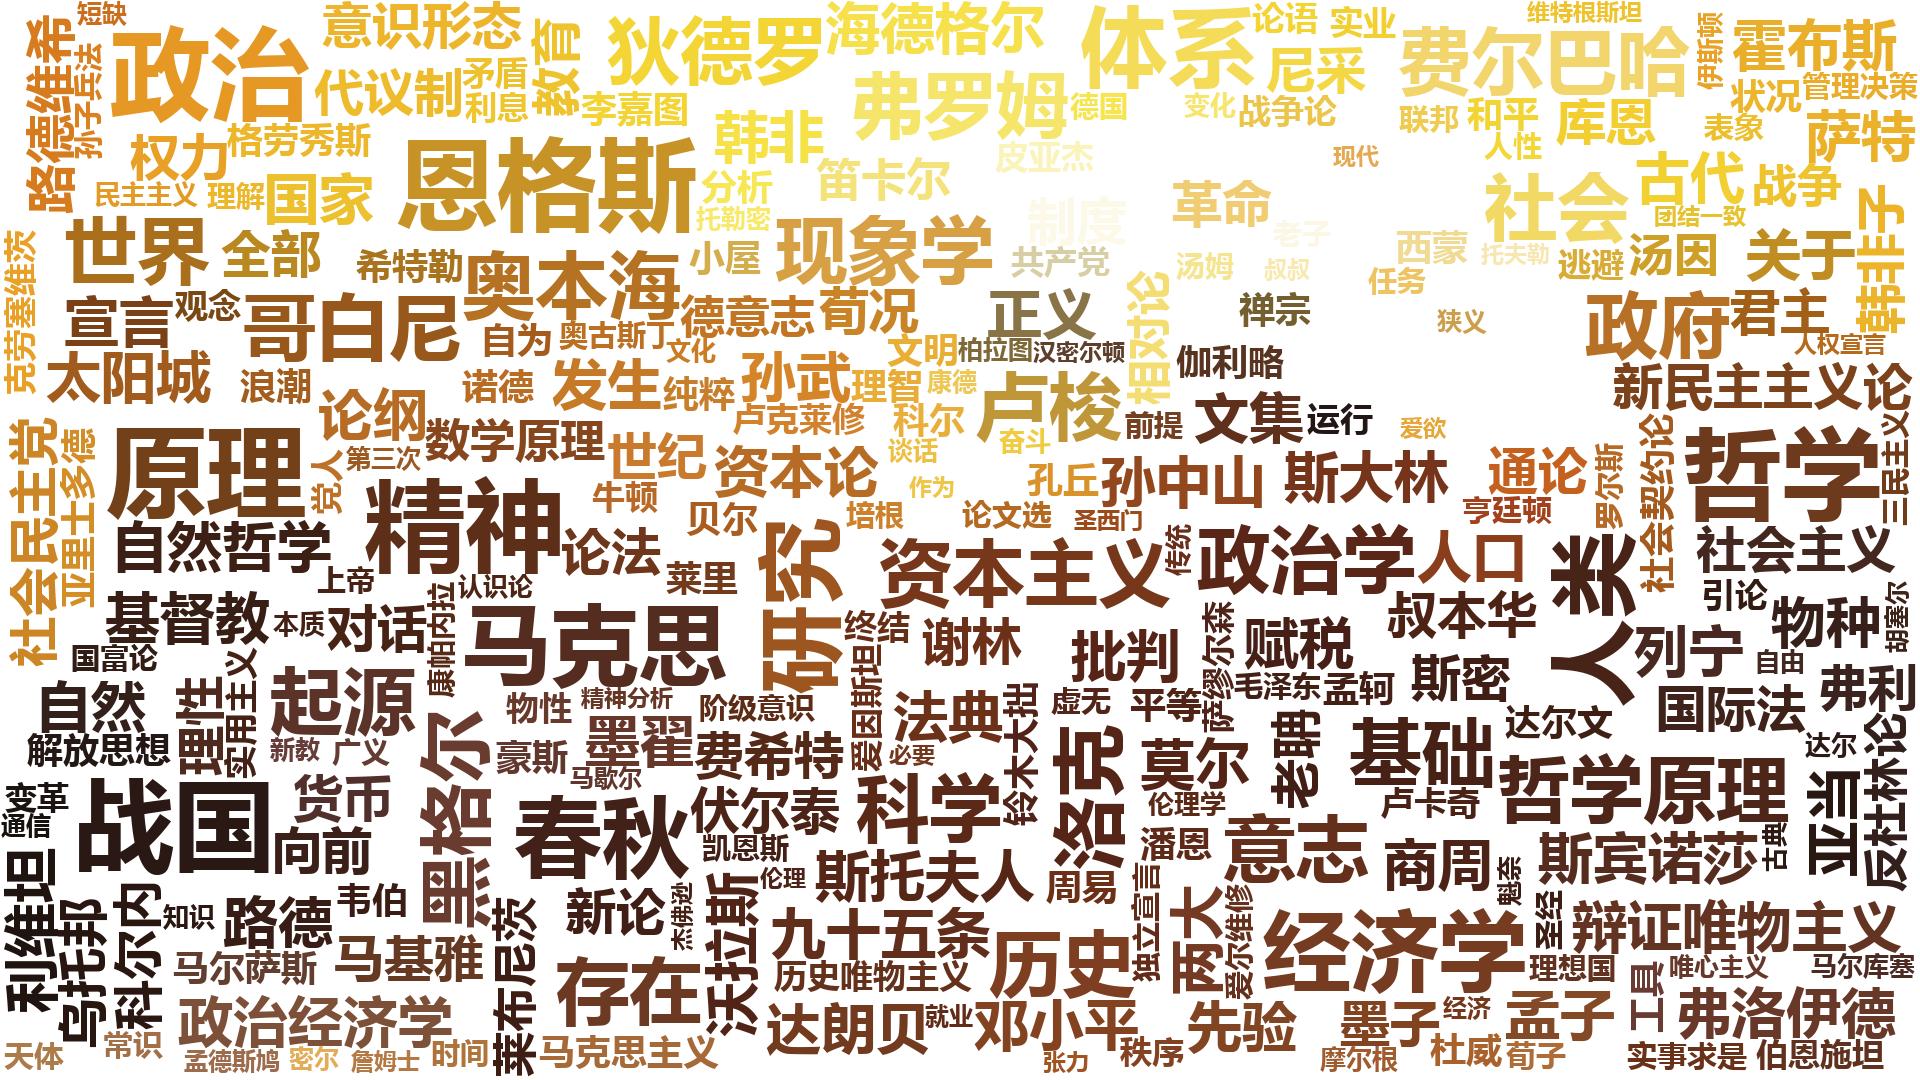 短缺
政治
意识形态
狄德罗
海德格尔
体系
论语
实业
维特根斯坦
费尔巴哈
伊斯顿
霍布斯
路德维希
孙子兵法
代议制
矛盾
利息
教育
李嘉图
弗罗姆
德国
尼采
变化
战争论
联邦
和平
库恩
状况
管理决策
表象
萨特
权力
格劳秀斯
恩格斯
韩非
皮亚杰
现代
人性
民主主义
理解
国家
分析
笛卡尔
托勒密
制度
革命
老子
社会
古代
战争
团结一致
韩非子
克劳塞维茨
世界
全部
希特勒
奥本海
小屋
现象学
共产党
汤姆
叔叔
西蒙
托夫勒
任务
逃避
汤因
关于
宣言
观念
哥白尼
自为
奥古斯丁
德意志
荀况
文化
文明
柏拉图
正义
汉密尔顿
相对论
禅宗
狭义
政府
君主
人权宣言
太阳城
浪潮
诺德
发生
纯粹
孙武
理智
康德
卢梭
伽利略
新民主主义论
论纲
数学原理
卢克莱修
科尔
前提
文集
运行
爱欲
社会民主党
亚里士多德
原理
党人
第三次
世纪
资本论
谈话
奋斗
作为
孔丘
孙中山
斯大林
通论
罗尔斯
社会契约论
哲学
三民主义
精神
牛顿
贝尔
研究
培根
论文选
圣西门
亨廷顿
自然哲学
论法
资本主义
传统
政治学
人口
人类
社会主义
上帝
认识论
莱里
引论
基督教
本质
对话
康帕内拉
马克思
终结
谢林
批判
萨缪尔森
赋税
叔本华
列宁
物种
胡塞尔
国富论
自由
自然
理性
实用主义
起源
物性
精神分析
阶级意识
爱因斯坦
法典
铃木大拙
虚无
平等
毛泽东
孟轲
斯密
国际法
弗利
解放思想
新教
广义
黑格尔
豪斯
墨翟
费希特
必要
洛克
莫尔
老聃
基础
达尔文
达尔
反杜林论
变革
通信
战国
货币
马歇尔
春秋
伏尔泰
科学
伦理学
卢卡奇
哲学原理
亚当
向前
凯恩斯
潘恩
意志
商周
斯宾诺莎
古典
利维坦
乌托邦
科尔内
知识
路德
韦伯
新论
杰佛逊
沃拉斯
伦理
斯托夫人
周易
独立宣言
两大
爱尔维修
魁奈
圣经
辩证唯物主义
马尔萨斯
马基雅
莱布尼茨
存在
九十五条
历史唯物主义
历史
经济学
理想国
唯心主义
马尔库塞
政治经济学
达朗贝
就业
邓小平
先验
墨子
经济
孟子
工具
弗洛伊德
天体
常识
孟德斯鸠
密尔
詹姆士
时间
马克思主义
张力
秩序
摩尔根
杜威
荀子
实事求是
伯恩施坦